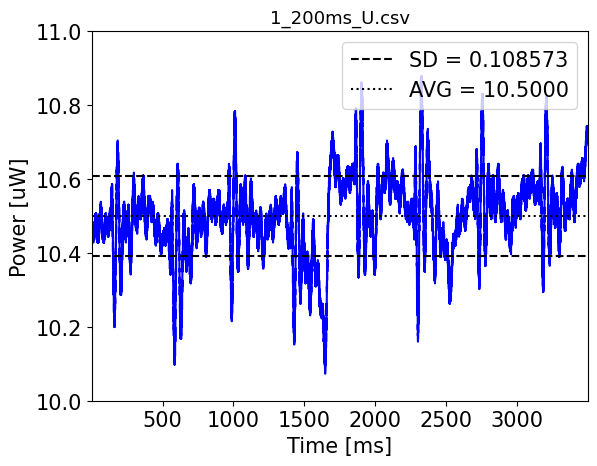 1_200ms_U.csv
11.0
SD = 0.108573
AVG = 10.5000
10.8
10.6
Power [uW]
10.4
10.2
10.0
500 1000 1500 2000 2500 3000
Time [ms]